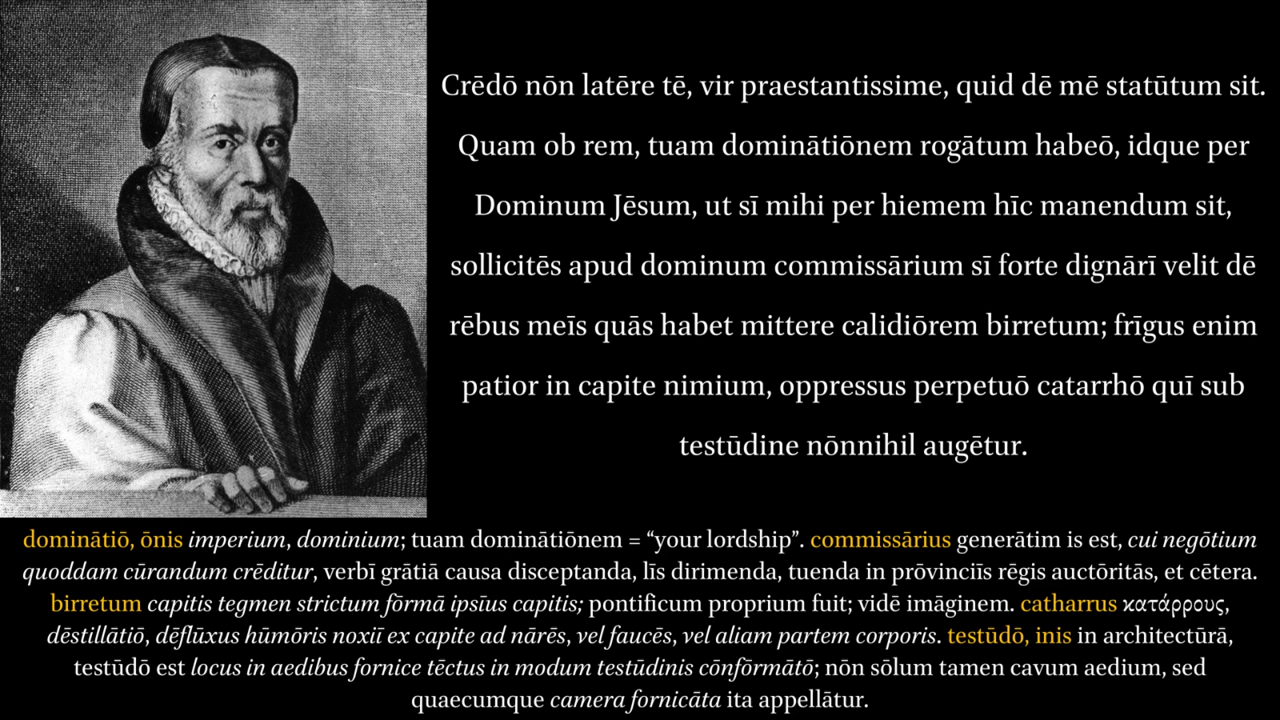 Crēdō nōn latēre tē, vir praestantissime, quid dē mē statūtum sit.
Quam ob rem, tuam dominātiōnem rogātum habeō, idque per
Dominum Jēsum, ut sī mihi per hiemem hīc manendum sit,
sollicitēs apud dominum commissārium sī forte dignārī velit dē
rēbus meīs quās habet mittere calidiōrem birretum; frīgus enim
patior in capite nimium, oppressus perpetuō catarrhō quī sub
testūdine nōnnihil augētur.
dominātiō, ōnis imperium, dominium; tuam dominātiōnem = “your lordship”. commissārius generātim is est, cui negōtium
quoddam cūrandum crēditur, verbī grātiā causa disceptanda, līs dirimenda, tuenda in prōvinciīs rēgis auctōritās, et cētera.
birretum capitis tegmen strictum fōrmā ipsīus capitis; pontificum proprium fuit; vidē imāginem. catharrus κατάρρους,
dēstillātiō, dēflūxus hūmōris noxiī ex capite ad nārēs, vel faucēs, vel aliam partem corporis. testūdō, inis in architectūrā,
testūdō est locus in aedibus fornice tēctus in modum testūdinis cōnfōrmātō; nōn sōlum tamen cavum aedium, sed
quaecumque camera fornicāta ita appellātur.